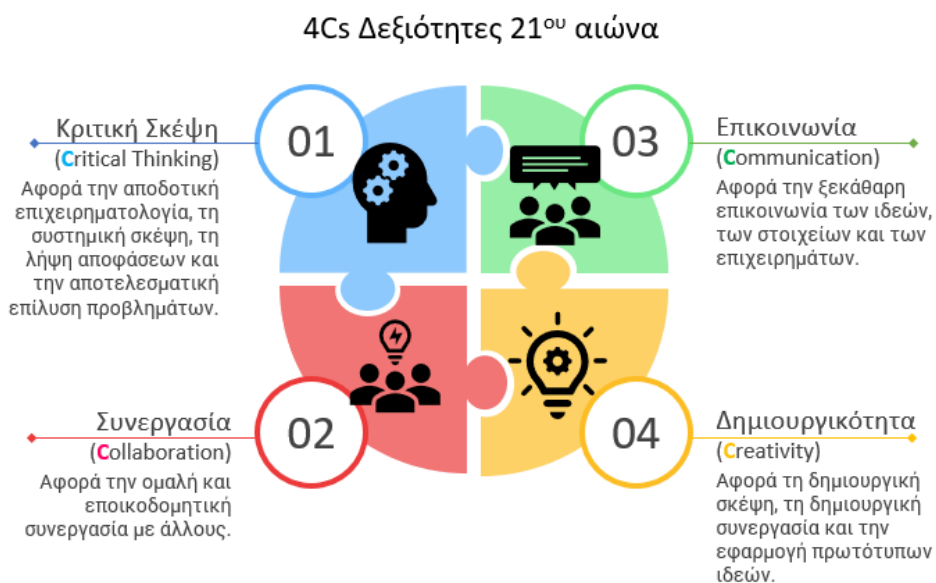 4Cs Δεξιότητες 21ου αιώνα
01
Κριτική Σκέψη
(Critical Thinking)
Αφορά την αποδοτική
επιχειρηματολογία, τη
συστημική σκέψη, τη
λήψη αποφάσεων και
την αποτελεσματική
επίλυση προβλημάτων.
02
Συνεργασία
(Collaboration)
Αφορά την ομαλή και
εποικοδομητική
συνεργασία με άλλους.
03
Επικοινωνία
(Communication)
Αφορά την ξεκάθαρη
επικοινωνία των ιδεών,
των στοιχείων και των
επιχειρημάτων.
04
Δημιουργικότητα
(Creativity)
Αφορά τη δημιουργική
σκέψη, τη δημιουργική
συνεργασία και την
εφαρμογή πρωτότυπων
ιδεών.